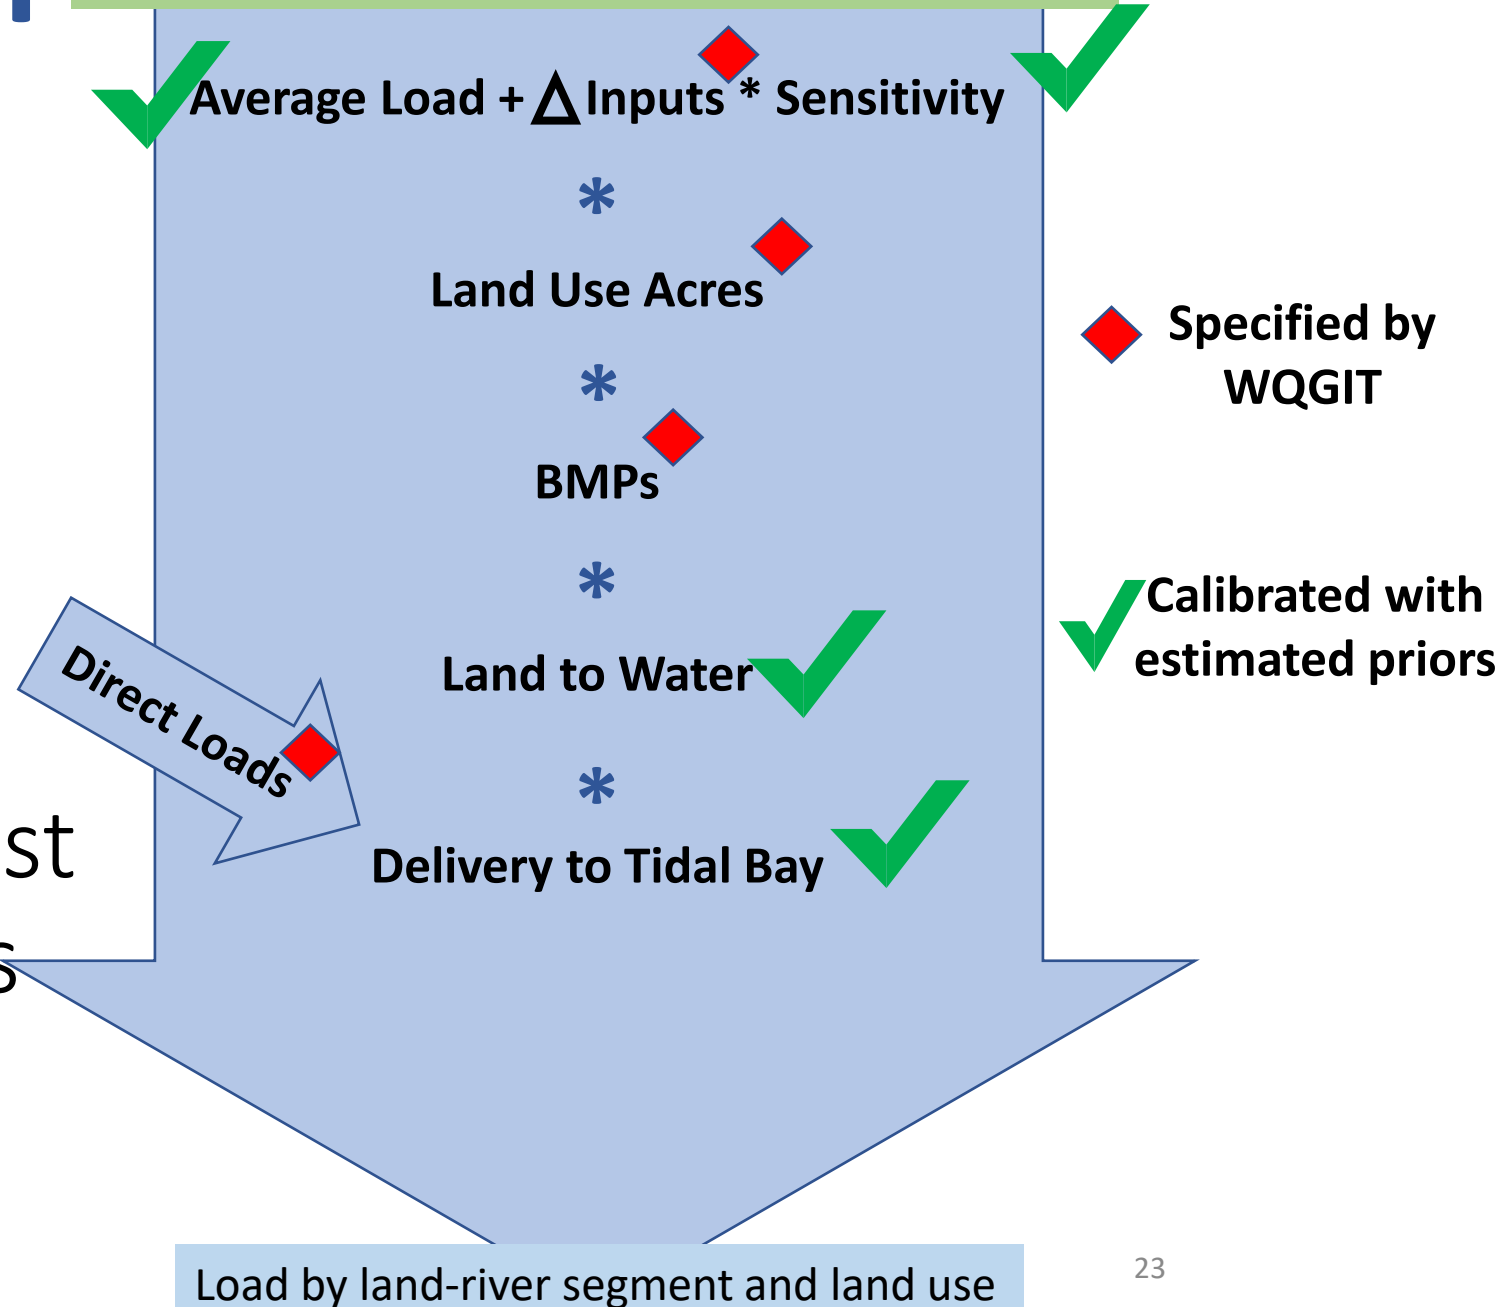 Average Load + Δ Inputs * Sensitivity
*
Land Use Acres
*
BMPs
*
Land to Water
*
Delivery to Tidal Bay
Direct Loads
Specified by
WQGIT
Calibrated with
estimated priors
st
s
Load by land-river segment and land use
23